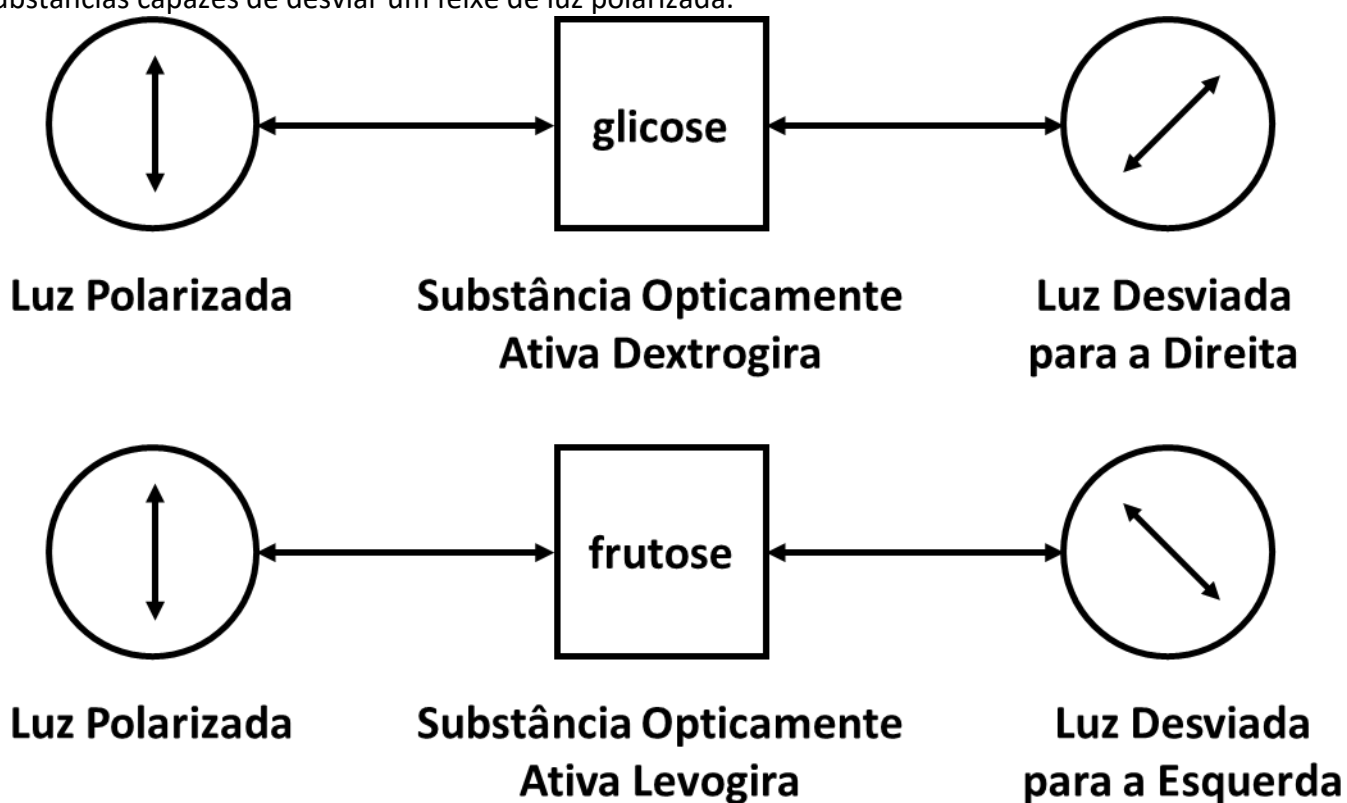 substâncias capazes de desviar um feixe de luz polarizada.
glicose
Luz Polarizada
Substância Opticamente
Ativa Dextrogira
Luz Desviada
para a Direita
frutose
Luz Polarizada
Substância Opticamente
Ativa Levogira
Luz Desviada
para a Esquerda